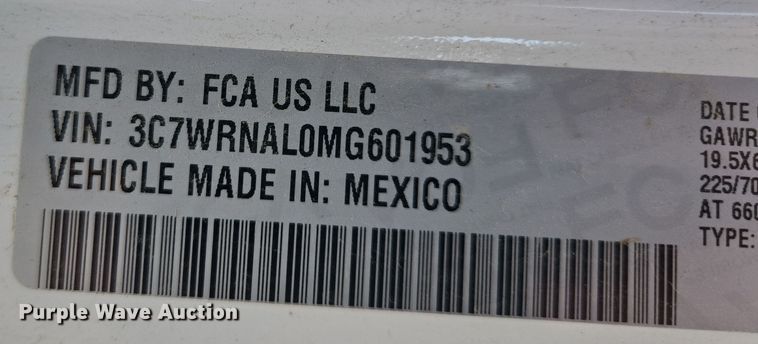 MFD BY: FCA US LLC
VIN: 3C7WRNAL0MG601953
VEHICLE MADE IN: MEXICO
DATE
GAWR
19.5X6
225/70
AT 660
TYPE:
Purple Wave Auction